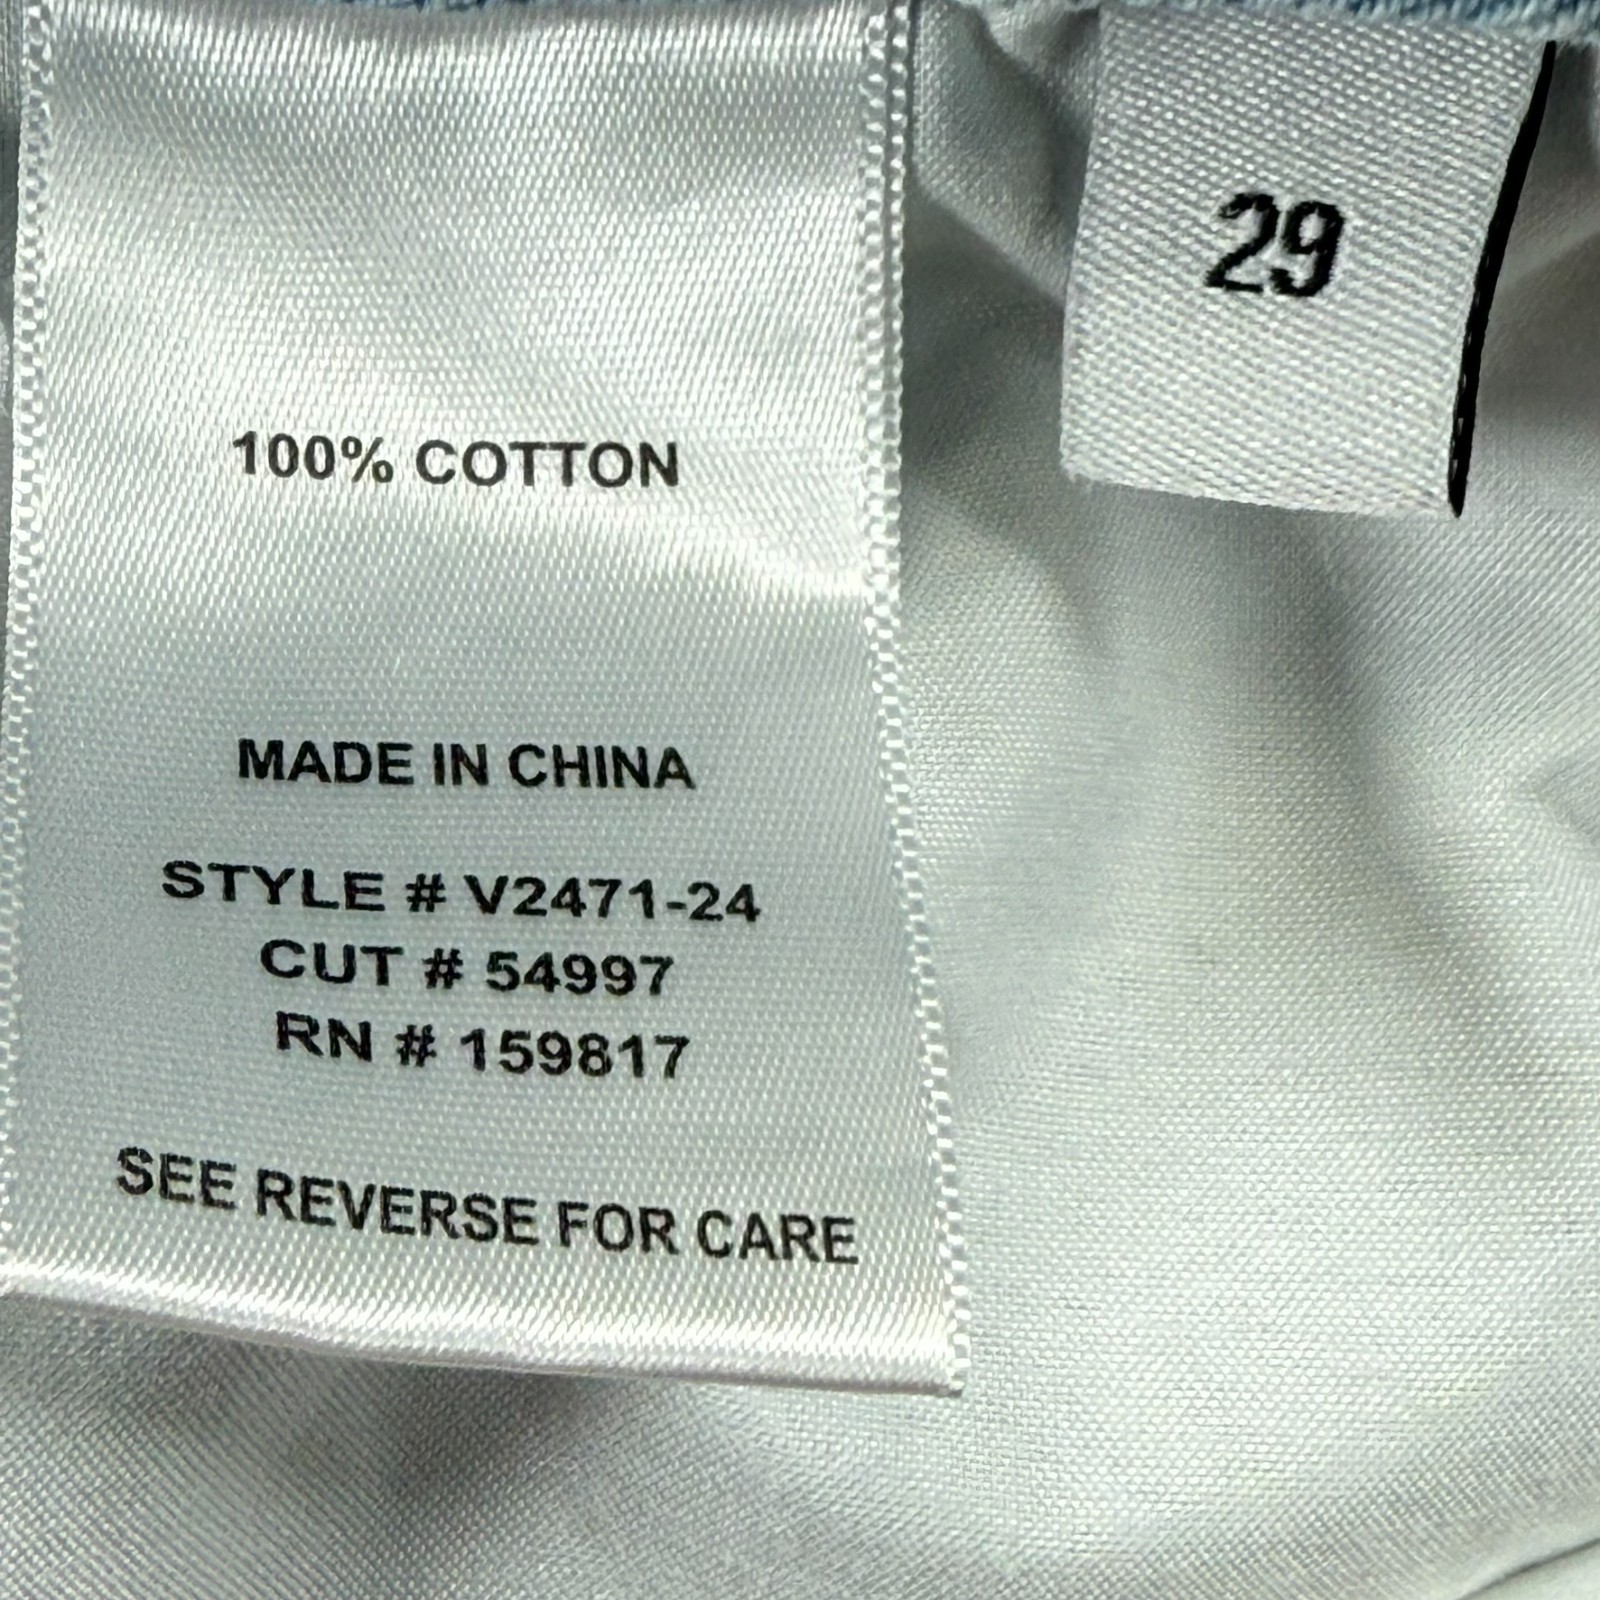 100% COTTON
MADE IN CHINA
STYLE # V2471-24
CUT # 54997
RN # 159817
SEE REVERSE FOR CARE
29